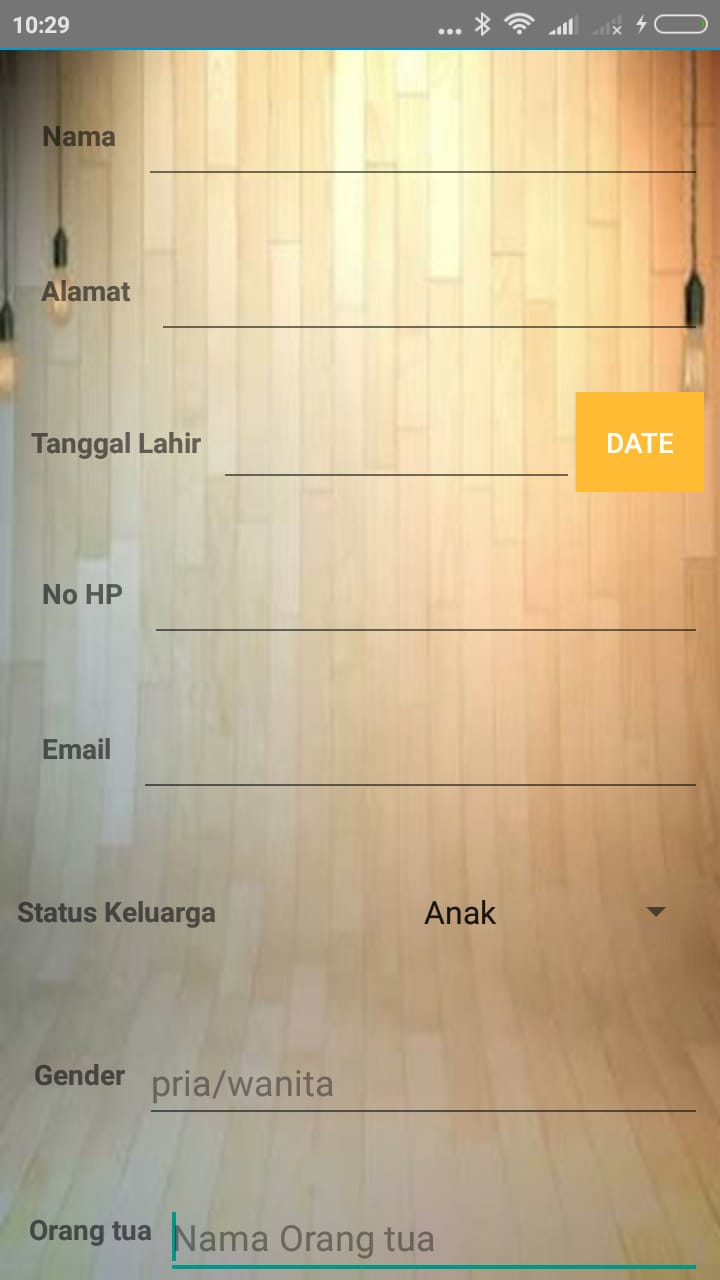 10:29
Nama
Alamat
Tanggal Lahir
DATE
No HP
Email
Status Keluarga
Anak
Gender
pria/wanita
Orang tua
Nama Orang tua